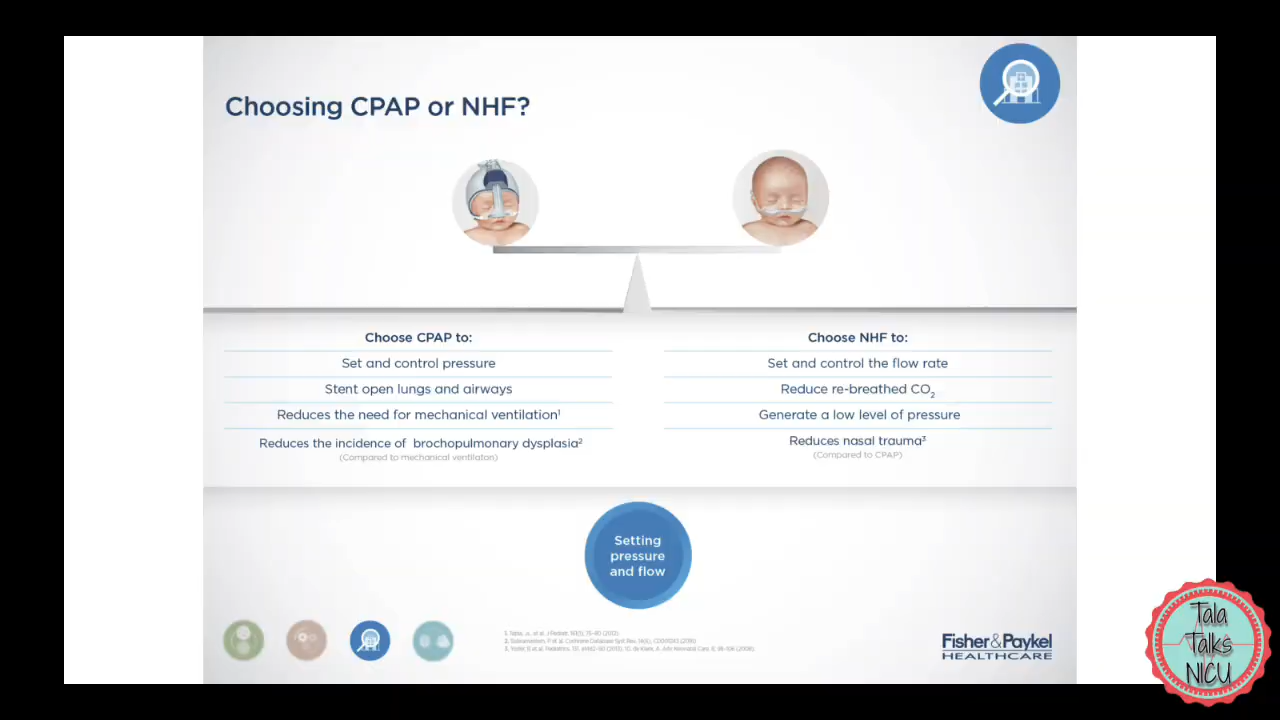 Choosing CPAP or NHF?
Choose CPAP to:
Set and control pressure
Stent open lungs and airways
Reduces the need for mechanical ventilation¹
Reduces the incidence of brochopulmonary dysplasia²
(Compared to mechanical ventilaton)
Choose NHF to:
Set and control the flow rate
Reduce re-breathed CO₂
Generate a low level of pressure
Reduces nasal trauma³
(Compared to CPAP)
Setting
pressure
and flow
Fisher & Paykel
HEALTHCARE
Tala
Talks
NICU